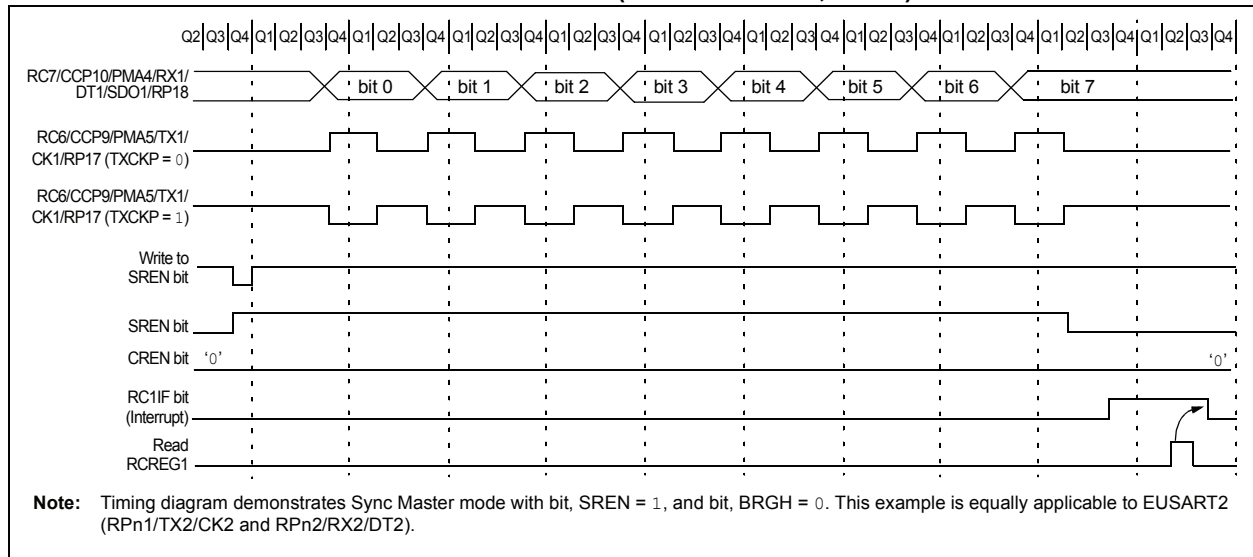 Q2 Q3 Q4 Q1 Q2 Q3 Q4 Q1 Q2 Q3 Q4 Q1 Q2 Q3 Q4 Q1 Q2 Q3 Q4 Q1 Q2 Q3 Q4 Q1 Q2 Q3 Q4 Q1 Q2 Q3 Q4 Q1 Q2 Q3 Q4 Q1 Q2 Q3 Q4 Q1 Q2 Q3 Q4
RC7/CCP10/PMA4/RX1/
DT1/SDO1/RP18
bit 0 bit 1 bit 2 bit 3 bit 4 bit 5 bit 6 bit 7
RC6/CCP9/PMA5/TX1/
CK1/RP17 (TXCKP = 0)
RC6/CCP9/PMA5/TX1/
CK1/RP17 (TXCKP = 1)
Write to
SREN bit
SREN bit
CREN bit ‘0’ ‘0’
RC1IF bit
(Interrupt)
Read
RCREG1
Note: Timing diagram demonstrates Sync Master mode with bit, SREN = 1, and bit, BRGH = 0. This example is equally applicable to EUSART2
(RPn1/TX2/CK2 and RPn2/RX2/DT2).